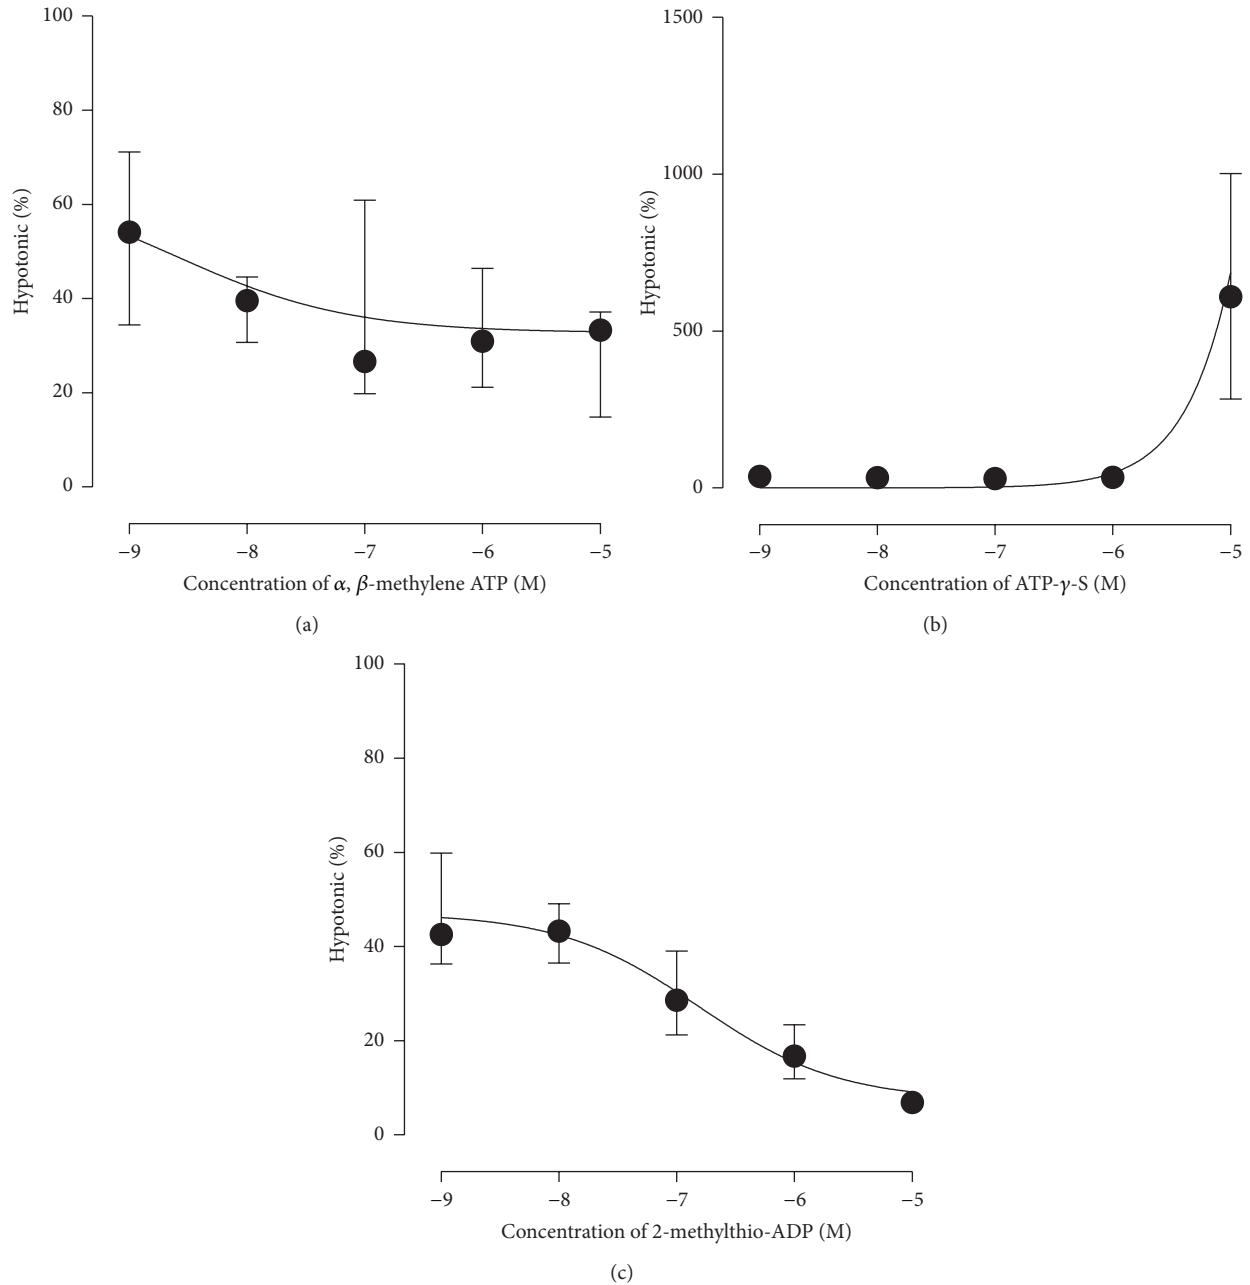 100
80
60
40
20
0
Hypotonic (%)
−9 −8 −7 −6 −5
Concentration of α, β-methylene ATP (M)
(a)
1500
1000
500
0
Hypotonic (%)
−9 −8 −7 −6 −5
Concentration of ATP-γ-S (M)
(b)
100
80
60
40
20
0
Hypotonic (%)
−9 −8 −7 −6 −5
Concentration of 2-methylthio-ADP (M)
(c)